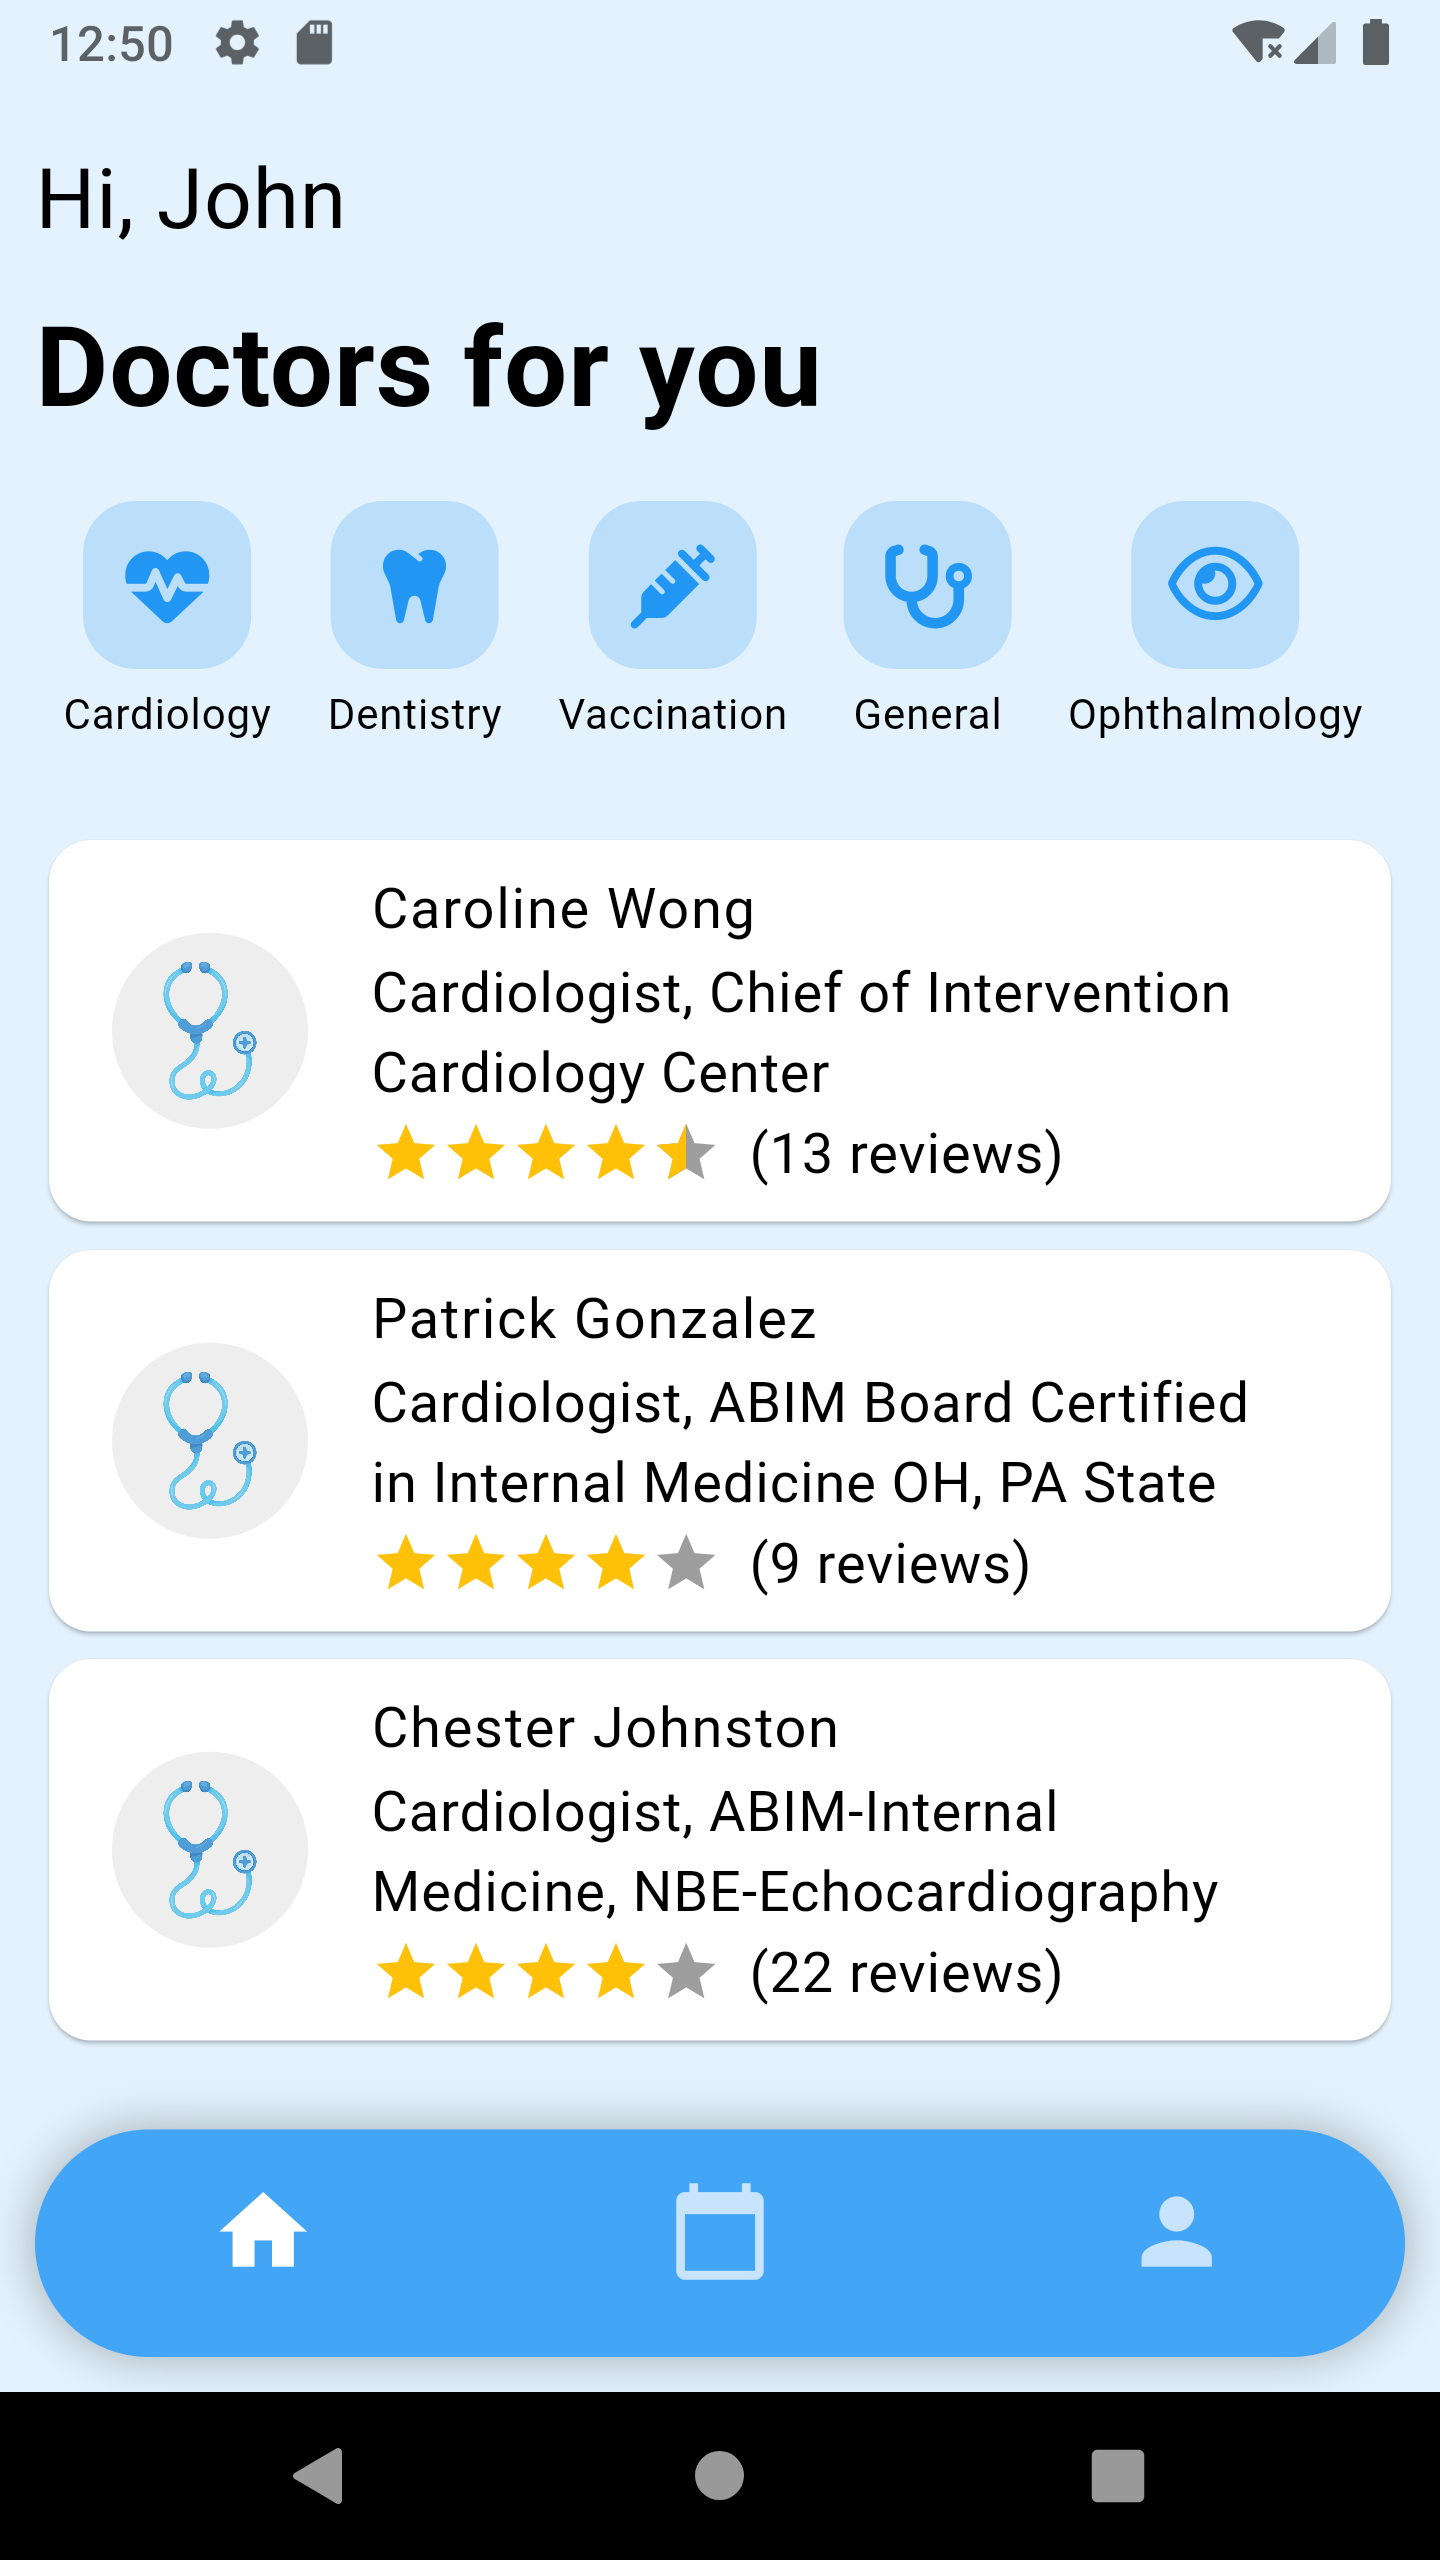 12:50
Hi, John
Doctors for you
Cardiology
Dentistry
Vaccination
General
Ophthalmology
Caroline Wong
Cardiologist, Chief of Intervention
Cardiology Center
(13 reviews)
Patrick Gonzalez
Cardiologist, ABIM Board Certified
in Internal Medicine OH, PA State
(9 reviews)
Chester Johnston
Cardiologist, ABIM-Internal
Medicine, NBE-Echocardiography
(22 reviews)